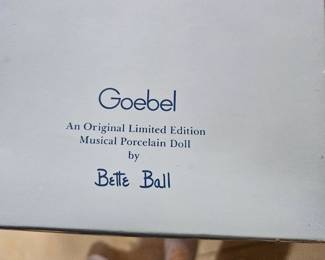 Goebel
An Original Limited Edition
Musical Porcelain Doll
by
Bette Ball